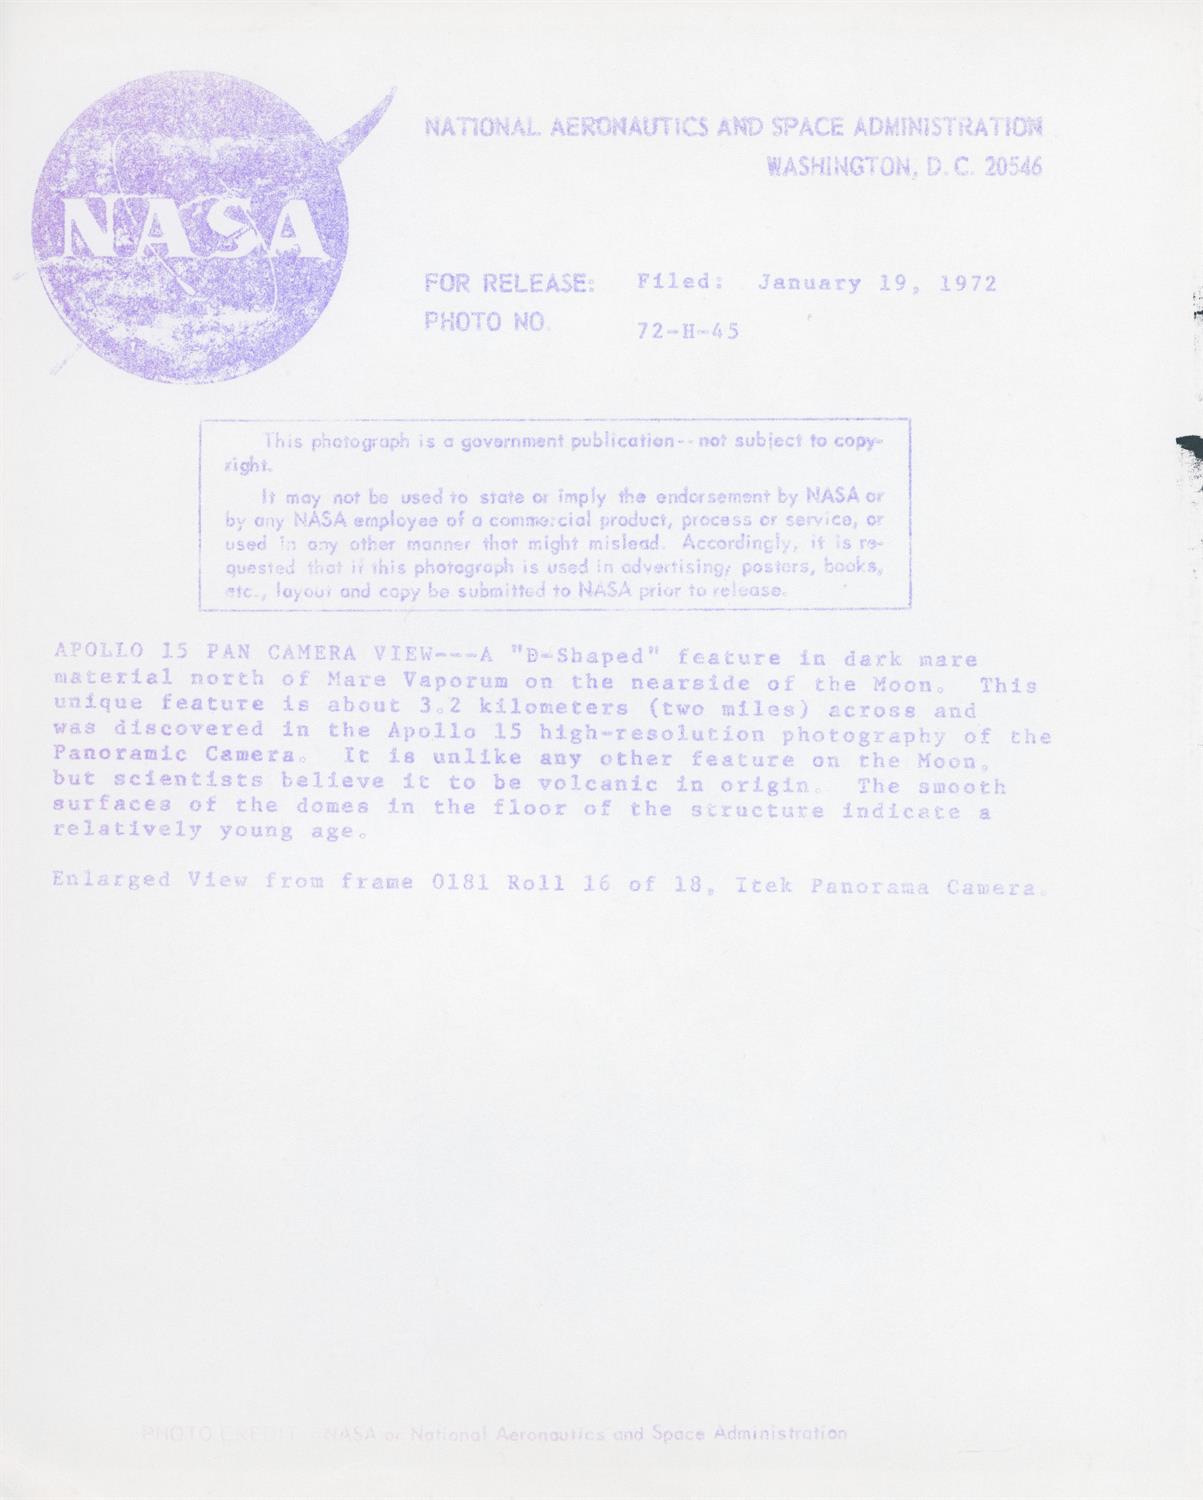 NASA
NATIONAL AERONAUTICS AND SPACE ADMINISTRATION
WASHINGTON, D. C. 20546
FOR RELEASE: Filed: January 19, 1972
PHOTO NO. 72-H-45
This photograph is a government publication--not subject to copy-
right.
It may not be used to state or imply the endorsement by NASA or
by any NASA employee of a commercial product, process or service, or
used in any other manner that might mislead. Accordingly, it is re-
quested that if this photograph is used in advertising, posters, books,
etc., layout and copy be submitted to NASA prior to release.
APOLLO 15 PAN CAMERA VIEW---A "D-Shaped" feature in dark mare
material north of Mare Vaporum on the nearside of the Moon. This
unique feature is about 3.2 kilometers (two miles) across and
was discovered in the Apollo 15 high-resolution photography of the
Panoramic Camera. It is unlike any other feature on the Moon,
but scientists believe it to be volcanic in origin. The smooth
surfaces of the domes in the floor of the structure indicate a
relatively young age.
Enlarged View from frame 0181 Roll 16 of 18, Itek Panorama Camera.
PHOTO CREDIT - NASA or National Aeronautics and Space Administration